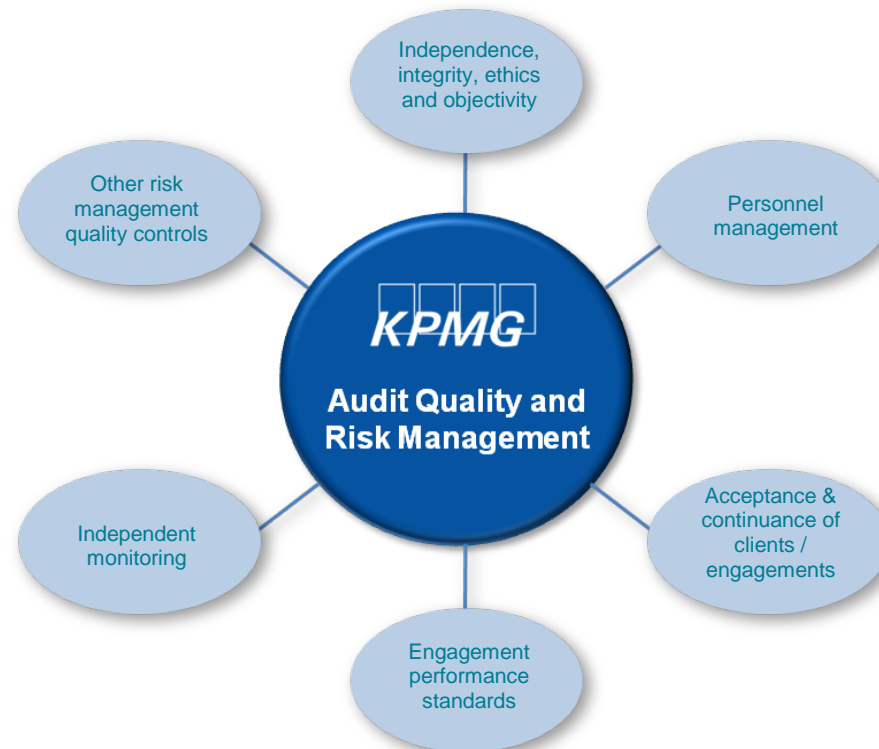 Independence,
integrity, ethics
and objectivity
Other risk
management
quality controls
Personnel
management
KPMG
Audit Quality and
Risk Management
Independent
monitoring
Acceptance &
continuance of
clients /
engagements
Engagement
performance
standards